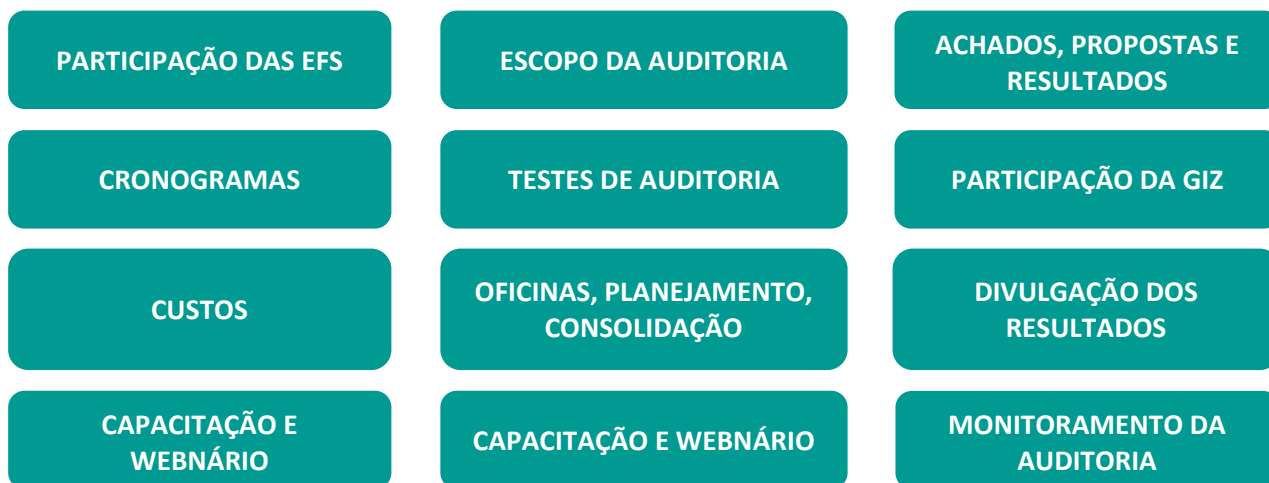 PARTICIPAÇÃO DAS EFS
ESCOPO DA AUDITORIA
ACHADOS, PROPOSTAS E
RESULTADOS
CRONOGRAMAS
TESTES DE AUDITORIA
PARTICIPAÇÃO DA GIZ
CUSTOS
OFICINAS, PLANEJAMENTO,
CONSOLIDAÇÃO
DIVULGAÇÃO DOS
RESULTADOS
CAPACITAÇÃO E
WEBNÁRIO
CAPACITAÇÃO E WEBNÁRIO
MONITORAMENTO DA
AUDITORIA